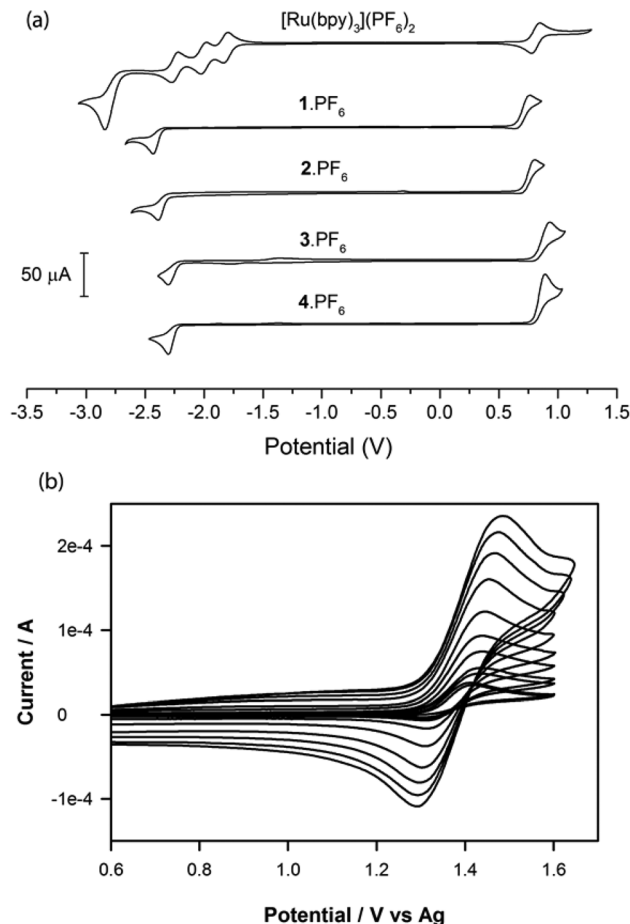 (a)
[Ru(bpy)3](PF6)2
1.PF6
2.PF6
3.PF6
50 μA
4.PF6
-3.5 -3.0 -2.5 -2.0 -1.5 -1.0 -0.5 0.0 0.5 1.0 1.5
Potential (V)
(b)
2e-4
1e-4
0
-1e-4
Current / A
0.6 0.8 1.0 1.2 1.4 1.6
Potential / V vs Ag